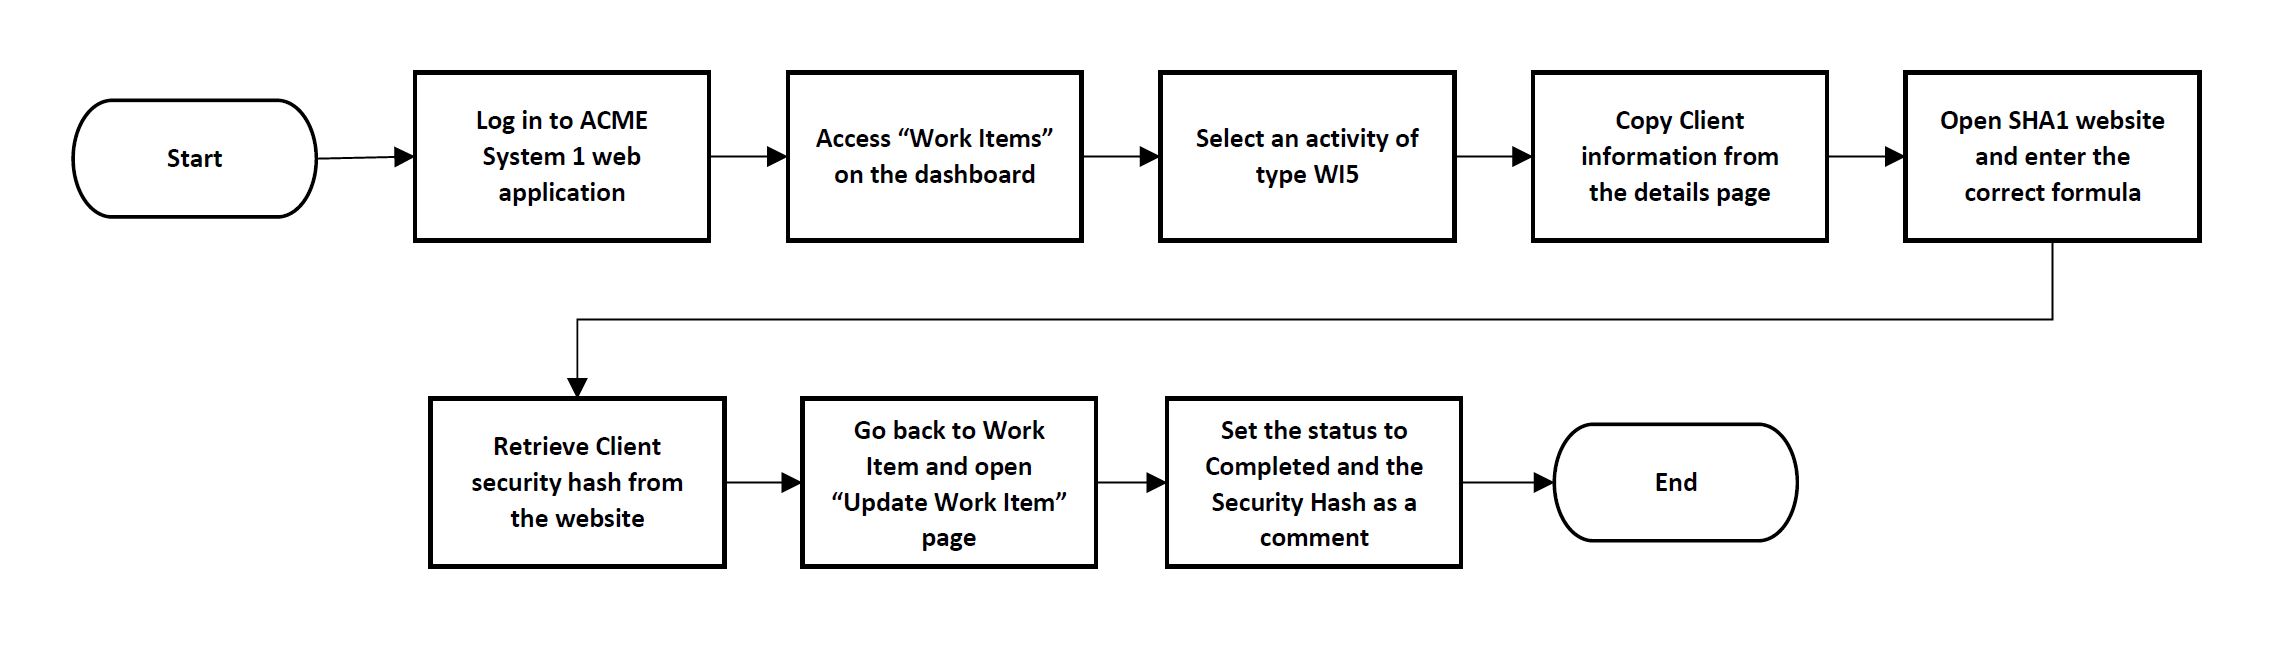 Start
Log in to ACME
System 1 web
application
Access “Work Items”
on the dashboard
Select an activity of
type WI5
Copy Client
information from
the details page
Open SHA1 website
and enter the
correct formula
Retrieve Client
security hash from
the website
Go back to Work
Item and open
“Update Work Item”
page
Set the status to
Completed and the
Security Hash as a
comment
End